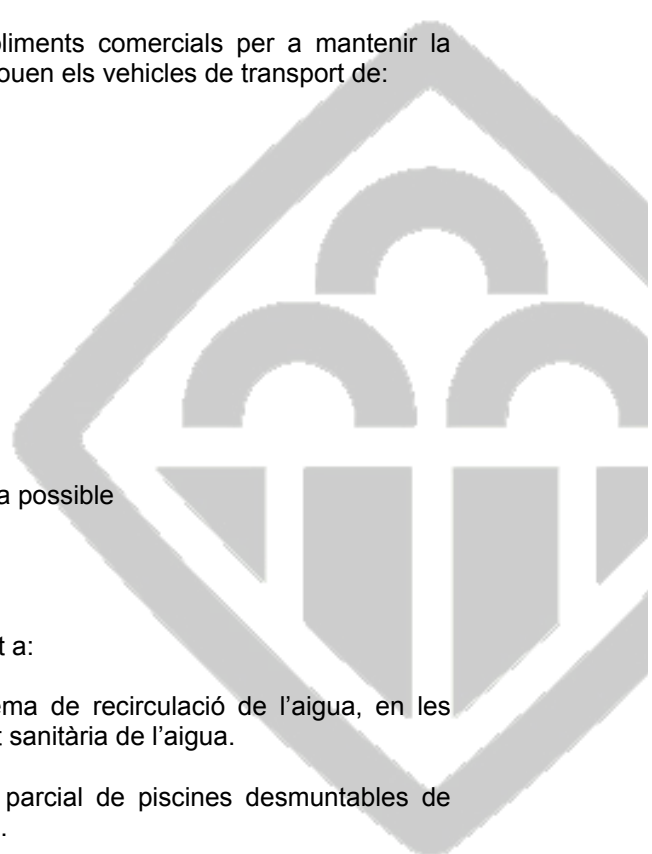 pliments comercials per a mantenir la
ouen els vehicles de transport de:
a possible
t a:
ema de recirculació de l’aigua, en les
t sanitària de l’aigua.
parcial de piscines desmuntables de
.